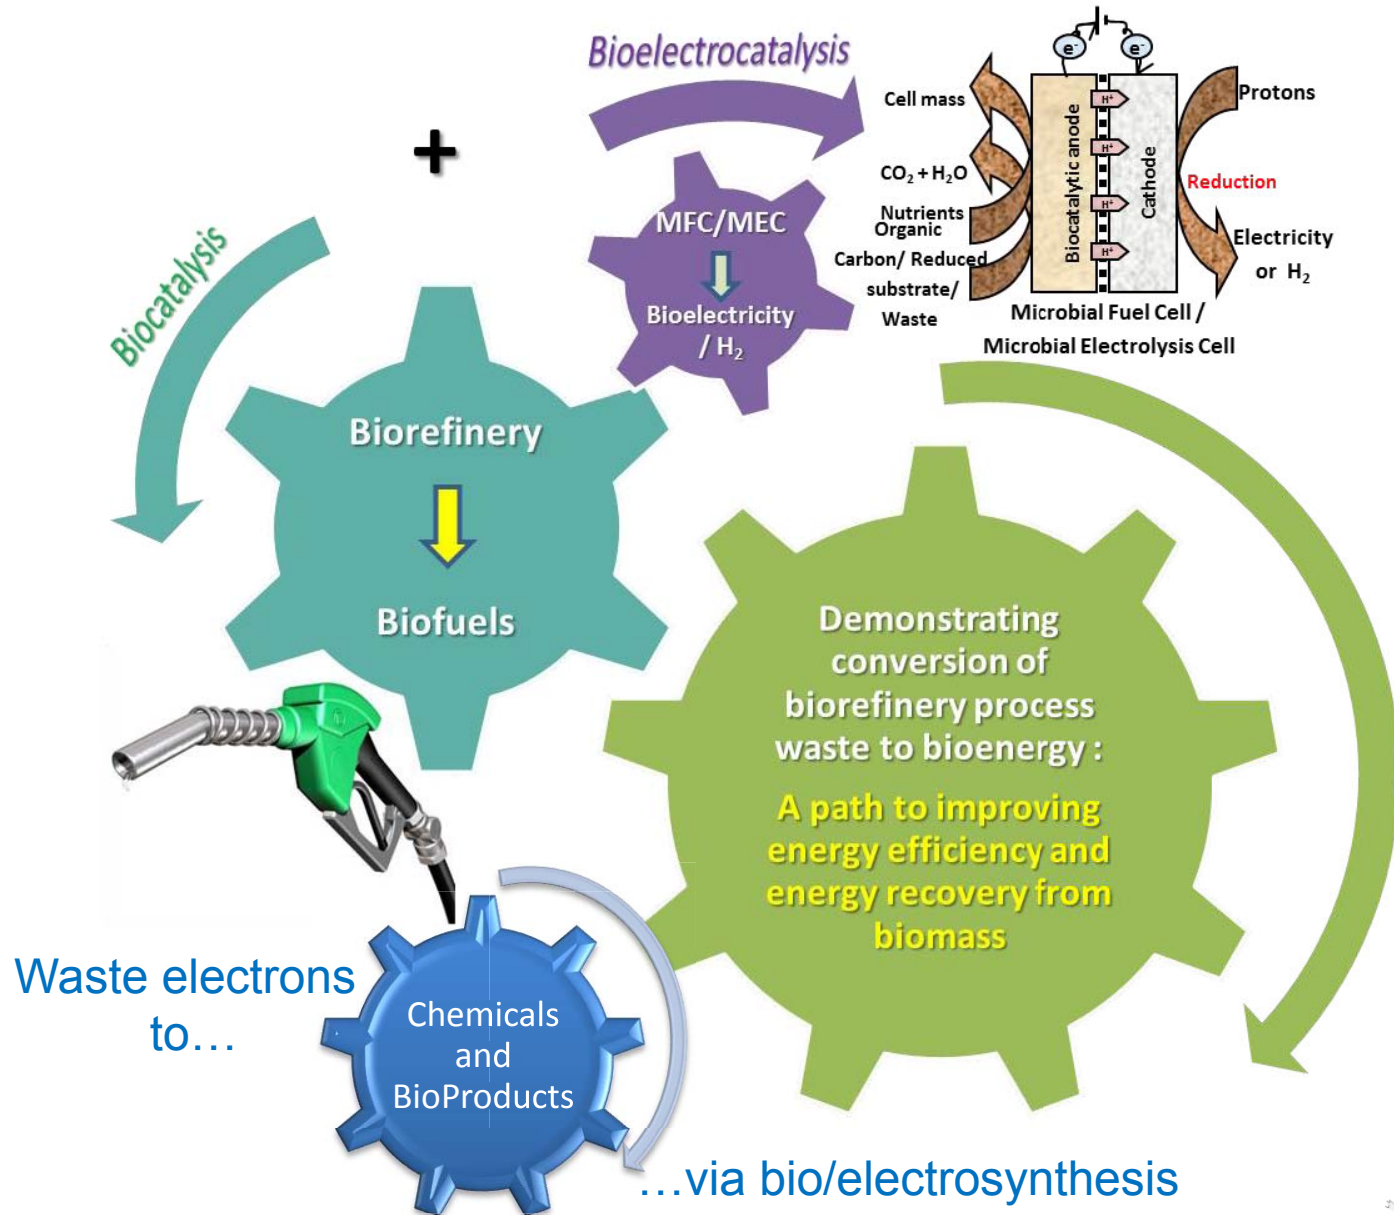 Bioelectrocatalysis
+
Biocatalysis
MFC/MEC
Bioelectricity
/ H₂
e⁻
e⁻
Cell mass
CO₂ + H₂O
Nutrients
Organic
Carbon/ Reduced
substrate/
Waste
Biocatalytic anode
H⁺
H⁺
H⁺
H⁺
Cathode
Protons
Reduction
Electricity
or H₂
Microbial Fuel Cell /
Microbial Electrolysis Cell
Biorefinery
Biofuels
Demonstrating
conversion of
biorefinery process
waste to bioenergy :
A path to improving
energy efficiency and
energy recovery from
biomass
Waste electrons
to…
Chemicals
and
BioProducts
…via bio/electrosynthesis